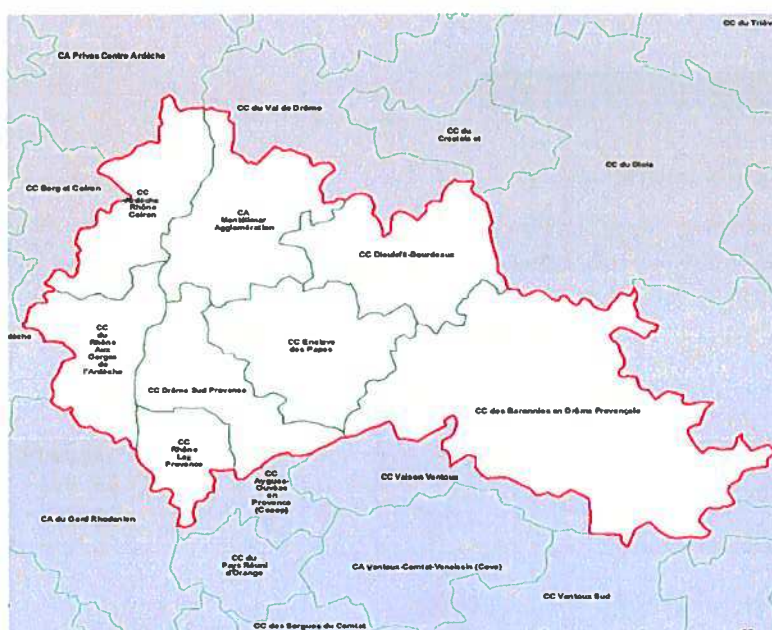 CC du Trièv
CA Privas Centre Ardèche
CC du Val de Drôme
CC du
Crestois et
CC du Diois
CC Berg et Coiron
CC
Ardèche
Rhône
Coiron
CA
Montélimar
Agglomération
CC Dieulefit-Bourdeaux
rdèche
CC
du
Rhône
Aux
Gorges
de
l'Ardèche
CC Enclave
des Papes
CC Drôme Sud Provence
CC des Baronnies en Drôme Provençale
CC
Rhône
Lez
Provence
CC
Aygues-
Ouvèze
en
Provence
(Ccaop)
CC Vaison Ventoux
CA du Gard Rhodanien
CC du
Pays Réuni
d'Orange
CA Ventoux-Comtat-Venaissin (Cove)
CC Ventoux Sud
CC des Sorgues du Comtat